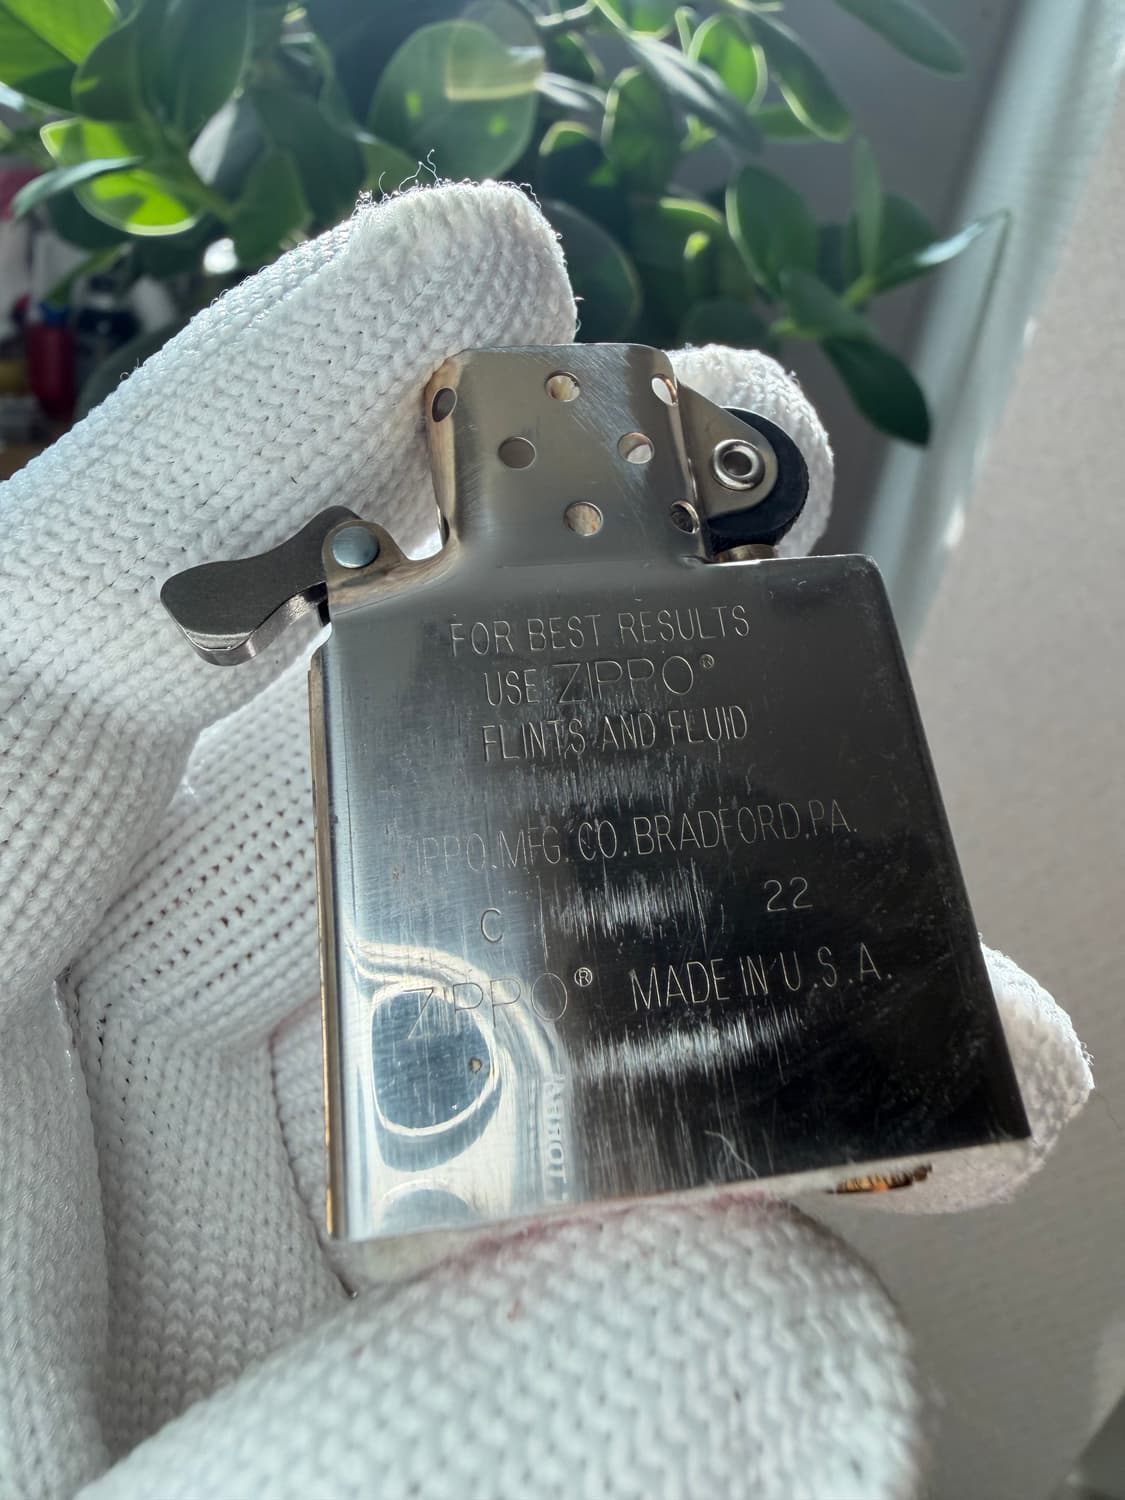 FOR BEST RESULTS
USE ZIPPO®
FLINTS AND FLUID
ZIPPO.MFG.CO.BRADFORD.PA.
C 22
ZIPPO® MADE IN U.S.A.